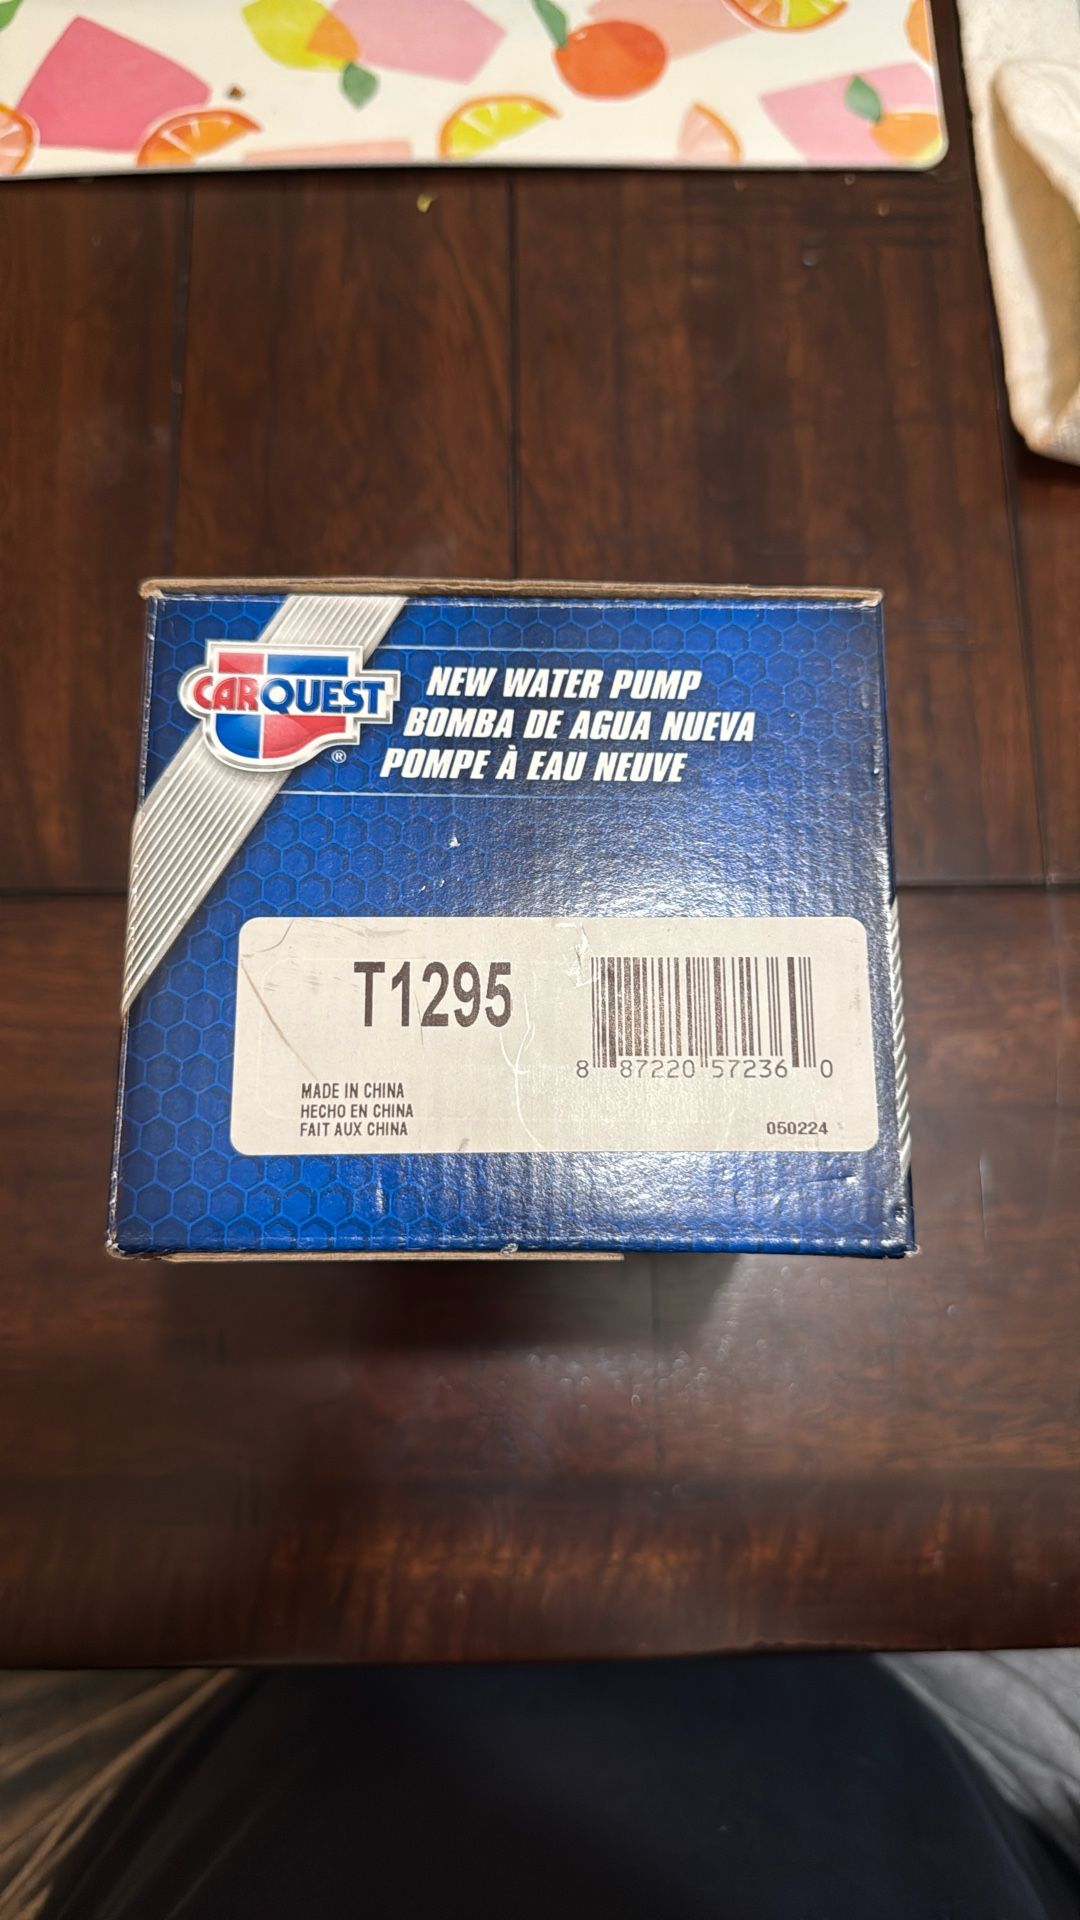 CARQUEST
®
NEW WATER PUMP
BOMBA DE AGUA NUEVA
POMPE À EAU NEUVE
T1295
8 87220 57236 0
MADE IN CHINA
HECHO EN CHINA
FAIT AUX CHINA
050224